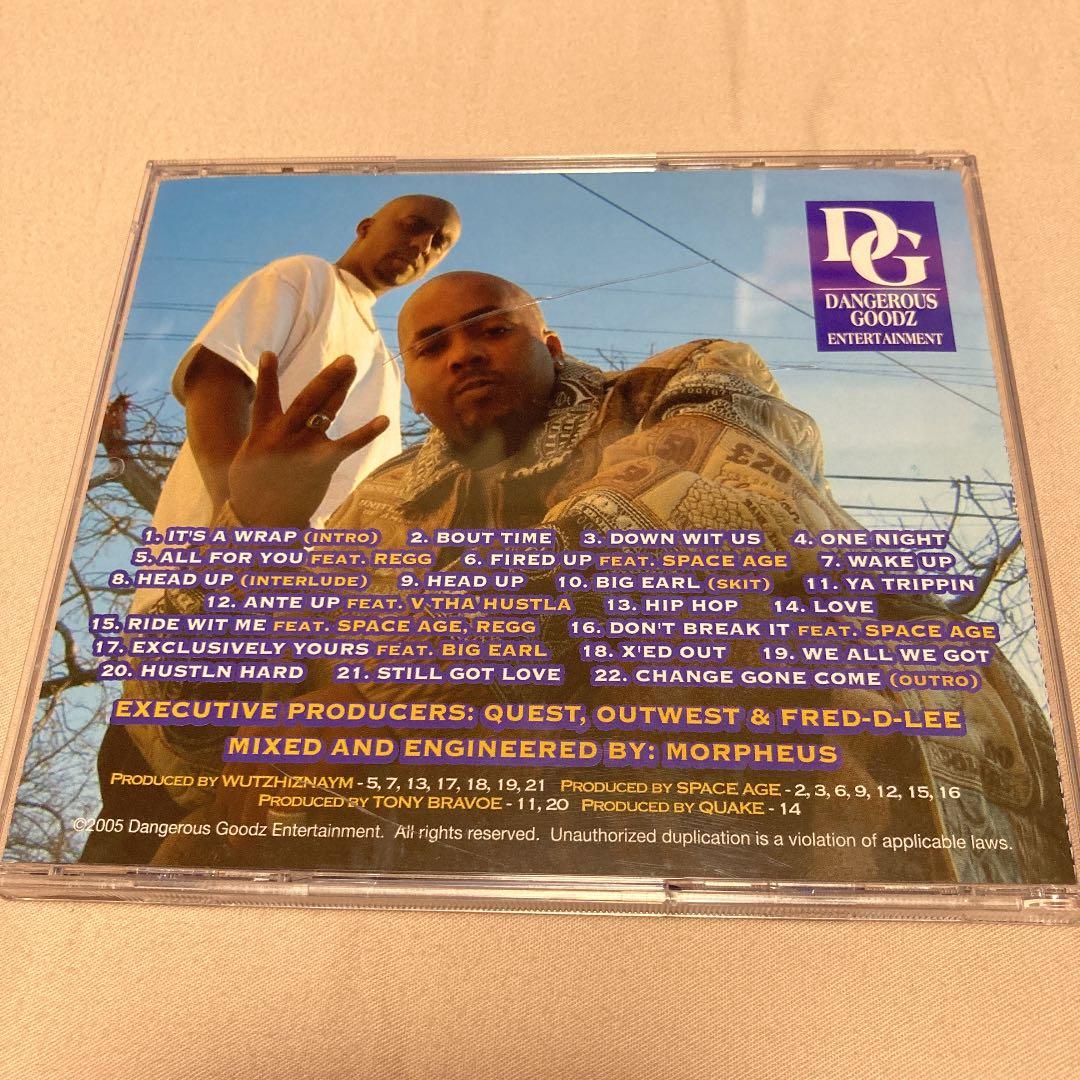 DG
DANGEROUS
GOODZ
ENTERTAINMENT
£20
1. IT'S A WRAP (INTRO) 2. BOUT TIME 3. DOWN WIT US 4. ONE NIGHT
5. ALL FOR YOU FEAT. REGG 6. FIRED UP FEAT. SPACE AGE 7. WAKE UP
8. HEAD UP (INTERLUDE) 9. HEAD UP 10. BIG EARL (SKIT) 11. YA TRIPPIN
12. ANTE UP FEAT. V THA HUSTLA 13. HIP HOP 14. LOVE
15. RIDE WIT ME FEAT. SPACE AGE, REGG 16. DON'T BREAK IT FEAT. SPACE AGE
17. EXCLUSIVELY YOURS FEAT. BIG EARL 18. X'ED OUT 19. WE ALL WE GOT
20. HUSTLN HARD 21. STILL GOT LOVE 22. CHANGE GONE COME (OUTRO)
EXECUTIVE PRODUCERS: QUEST, OUTWEST & FRED-D-LEE
MIXED AND ENGINEERED BY: MORPHEUS
PRODUCED BY WUTZHIZNAYM - 5, 7, 13, 17, 18, 19, 21 PRODUCED BY SPACE AGE - 2, 3, 6, 9, 12, 15, 16
PRODUCED BY TONY BRAVOE - 11, 20 PRODUCED BY QUAKE - 14
©2005 Dangerous Goodz Entertainment. All rights reserved. Unauthorized duplication is a violation of applicable laws.